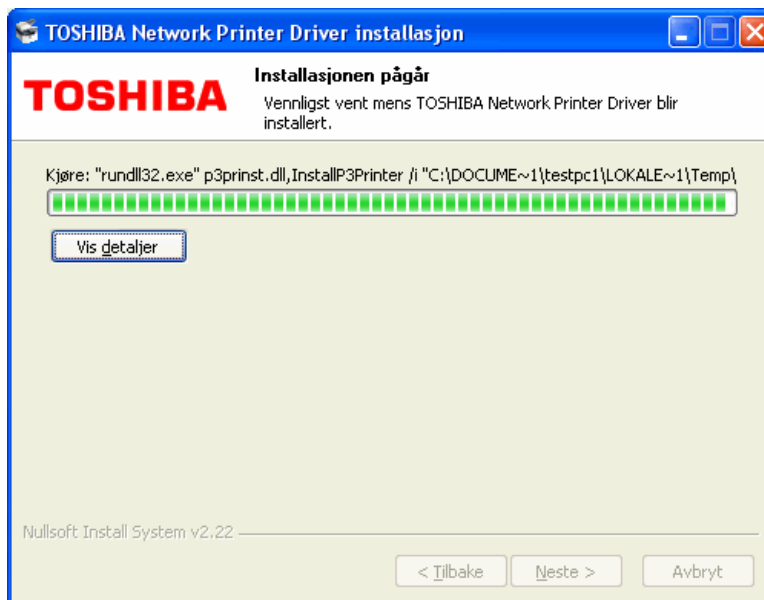 TOSHIBA Network Printer Driver installasjon
TOSHIBA
Installasjonen pågår
Vennligst vent mens TOSHIBA Network Printer Driver blir
installert.
Kjøre: "rundll32.exe" p3prinst.dll,InstallP3Printer /i "C:\DOCUME~1\testpc1\LOKALE~1\Temp\
Vis detaljer
Nullsoft Install System v2.22
< Tilbake
Neste >
Avbryt